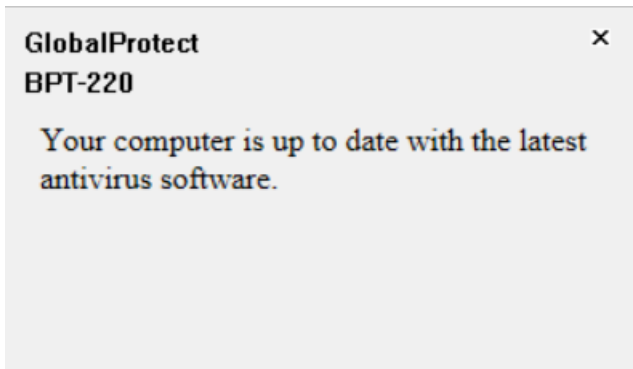 GlobalProtect
BPT-220
Your computer is up to date with the latest
antivirus software.